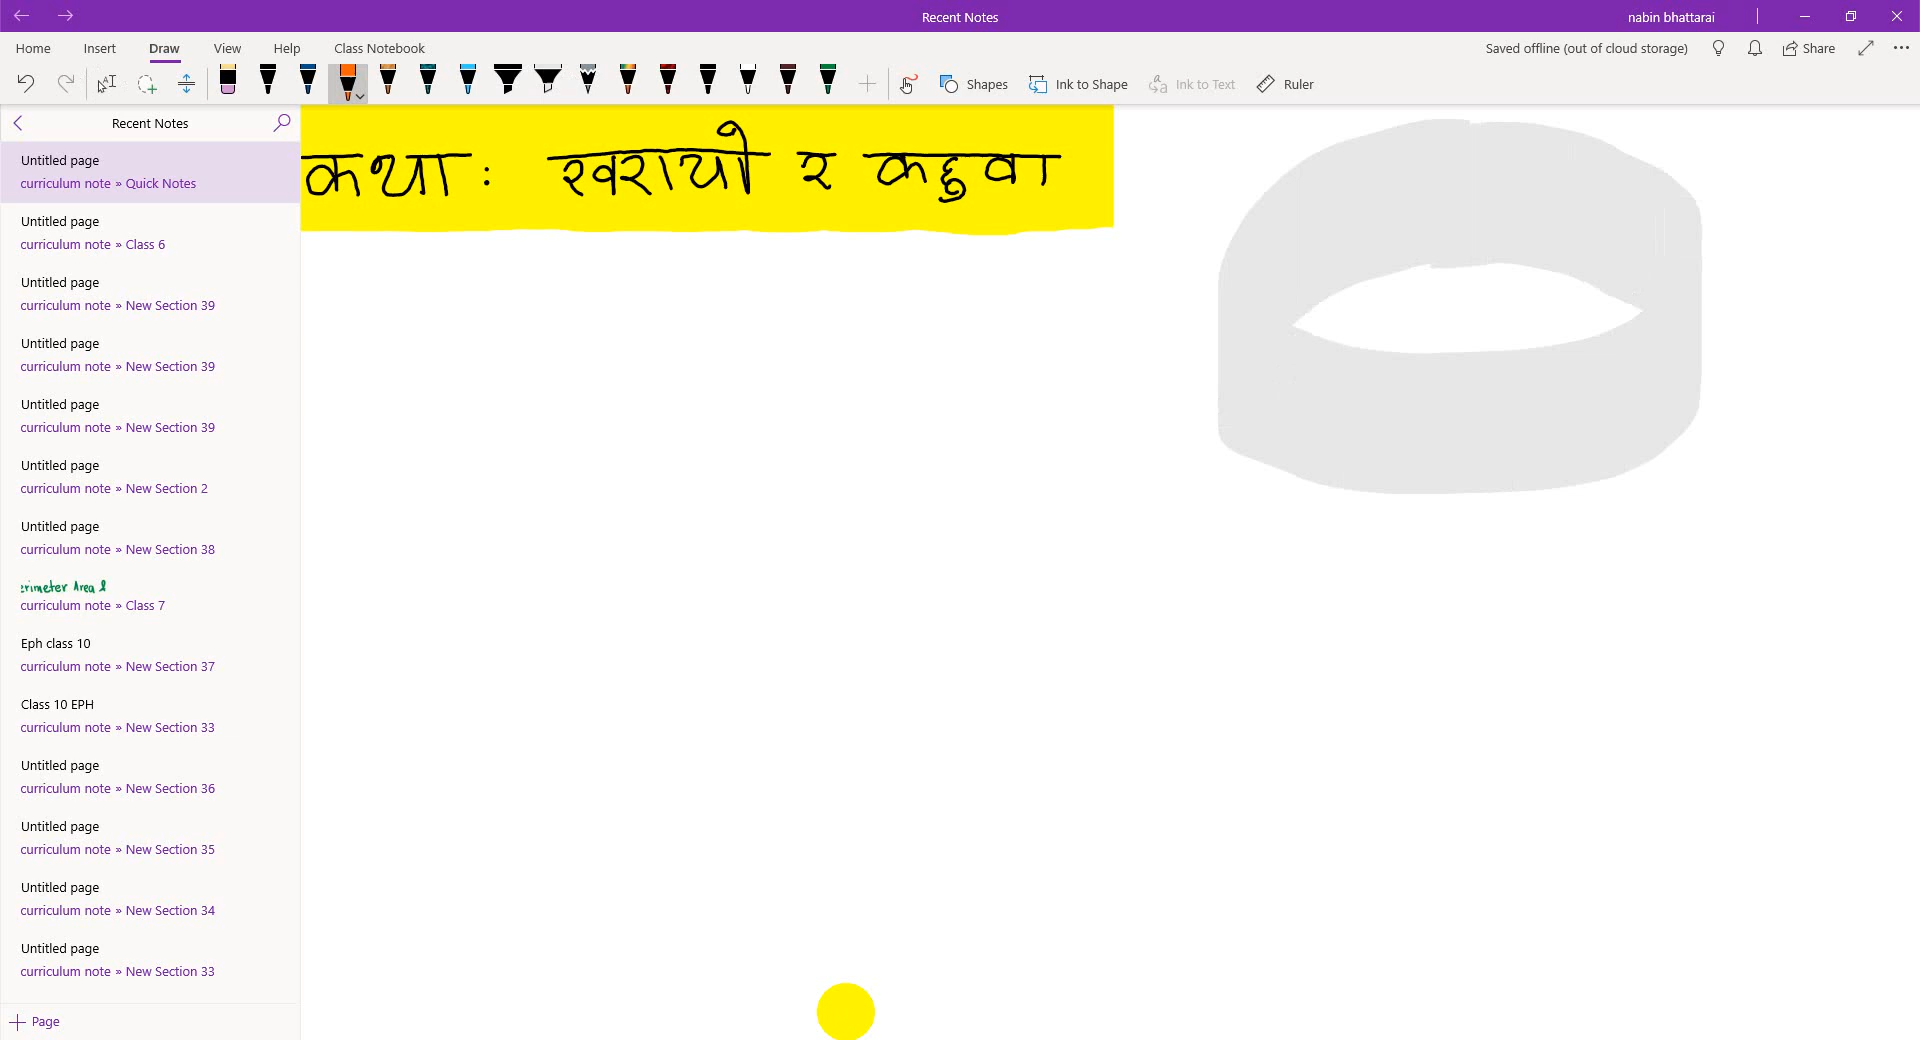 Recent Notes
nabin bhattarai
Home Insert Draw View Help Class Notebook
Saved offline (out of cloud storage) Share
Shapes Ink to Shape Ink to Text Ruler
Recent Notes
Untitled page
curriculum note » Quick Notes
Untitled page
curriculum note » Class 6
Untitled page
curriculum note » New Section 39
Untitled page
curriculum note » New Section 39
Untitled page
curriculum note » New Section 39
Untitled page
curriculum note » New Section 2
Untitled page
curriculum note » New Section 38
erimeter Area &
curriculum note » Class 7
Eph class 10
curriculum note » New Section 37
Class 10 EPH
curriculum note » New Section 33
Untitled page
curriculum note » New Section 36
Untitled page
curriculum note » New Section 35
Untitled page
curriculum note » New Section 34
Untitled page
curriculum note » New Section 33
Page
कथा : खरायो र कछुवा